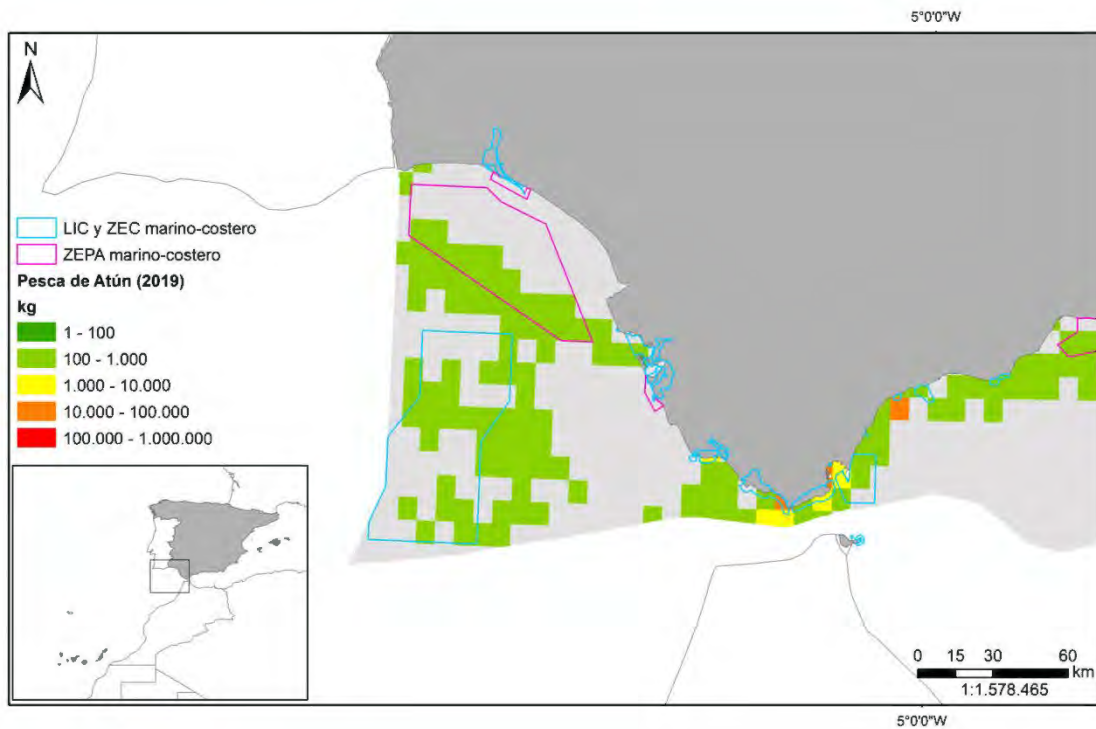 5°0'0"W
N
LIC y ZEC marino-costero
ZEPA marino-costero
Pesca de Atún (2019)
kg
1 - 100
100 - 1.000
1.000 - 10.000
10.000 - 100.000
100.000 - 1.000.000
0 15 30 60
km
1:1.578.465
5°0'0"W